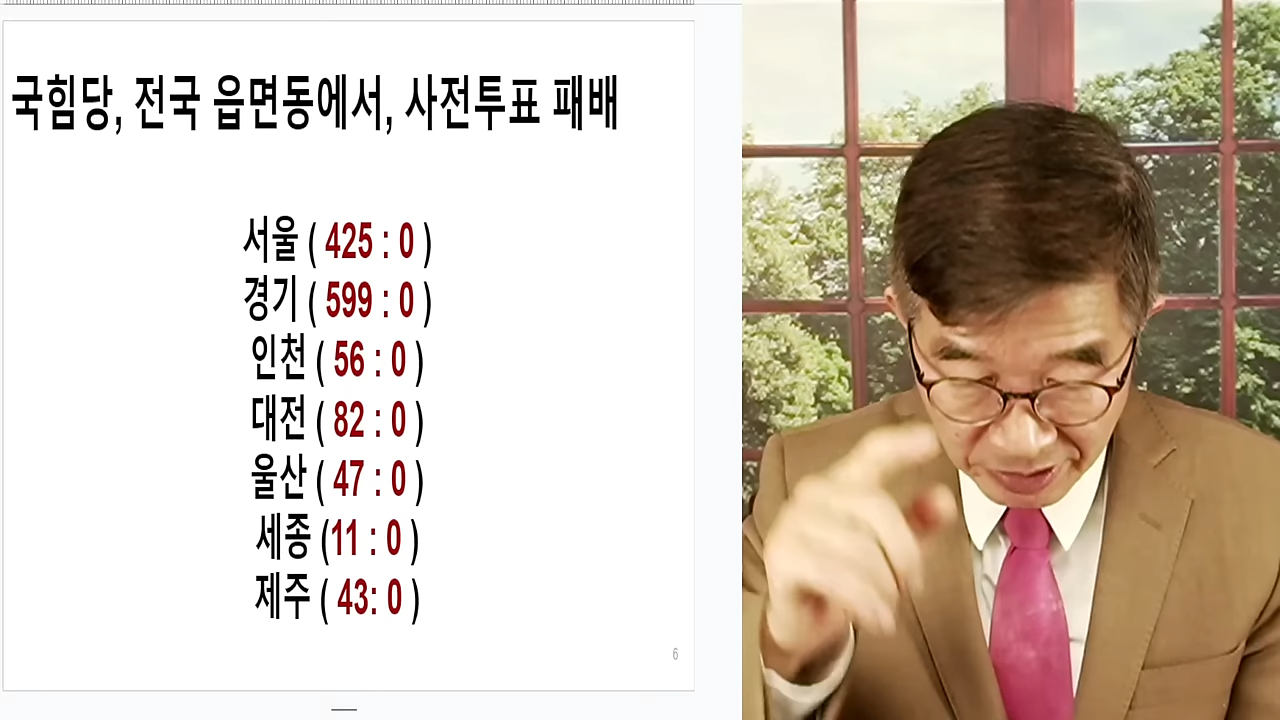 국힘당, 전국 읍면동에서, 사전투표 패배
서울 ( 425 : 0 )
경기 ( 599 : 0 )
인천 ( 56 : 0 )
대전 ( 82 : 0 )
울산 ( 47 : 0 )
세종 (11 : 0 )
제주 ( 43: 0 )
6